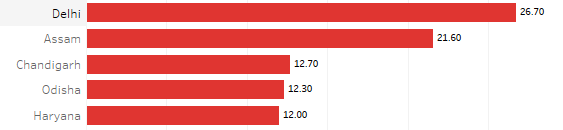 Delhi 26.70
Assam 21.60
Chandigarh 12.70
Odisha 12.30
Haryana 12.00